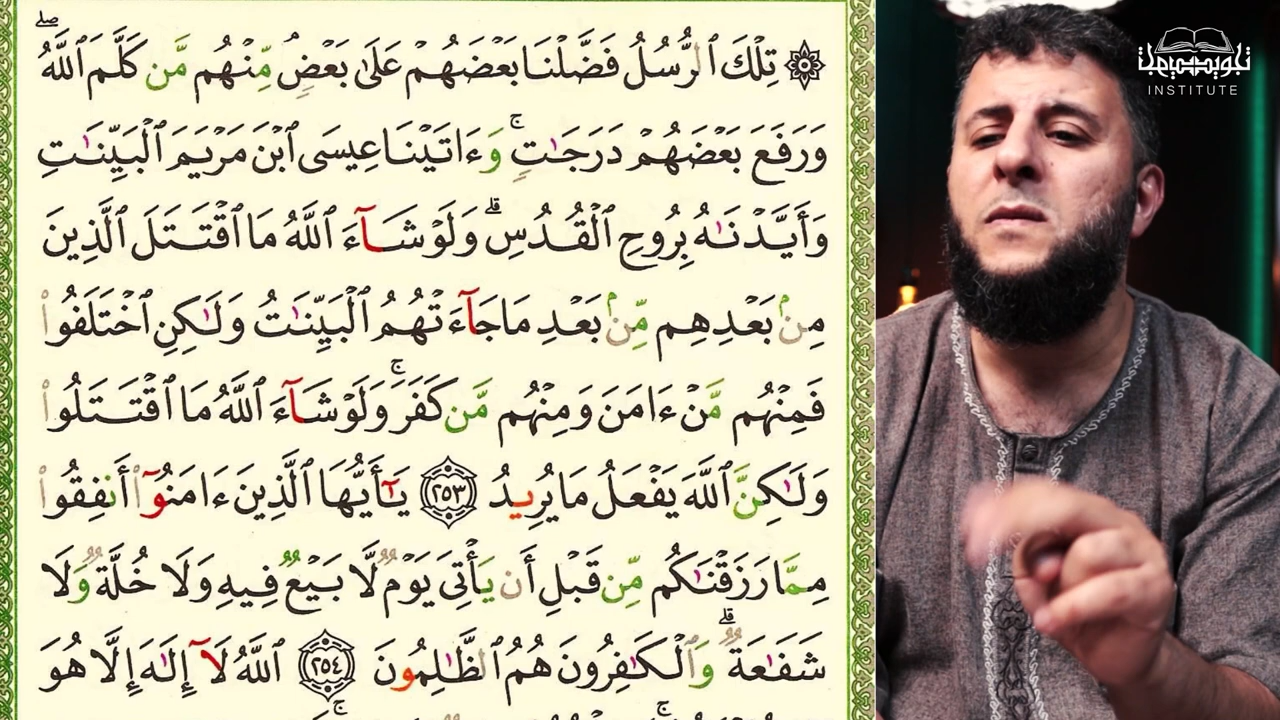 ۞ تِلْكَ ٱلرُّسُلُ فَضَّلْنَا بَعْضَهُمْ عَلَىٰ بَعْضٍۘ مِّنْهُم مَّن كَلَّمَ ٱللَّهُۖ
وَرَفَعَ بَعْضَهُمْ دَرَجَٰتٍۚ وَءَاتَيْنَا عِيسَى ٱبْنَ مَرْيَمَ ٱلْبَيِّنَٰتِ
وَأَيَّدْنَٰهُ بِرُوحِ ٱلْقُدُسِۗ وَلَوْ شَآءَ ٱللَّهُ مَا ٱقْتَتَلَ ٱلَّذِينَ
مِنۢ بَعْدِهِم مِّنۢ بَعْدِ مَا جَآءَتْهُمُ ٱلْبَيِّنَٰتُ وَلَٰكِنِ ٱخْتَلَفُوا۟
فَمِنْهُم مَّنْ ءَامَنَ وَمِنْهُم مَّن كَفَرَۚ وَلَوْ شَآءَ ٱللَّهُ مَا ٱقْتَتَلُوا۟
وَلَٰكِنَّ ٱللَّهَ يَفْعَلُ مَا يُرِيدُ ٢٥٣ يَٰٓأَيُّهَا ٱلَّذِينَ ءَامَنُوٓا۟ أَنفِقُوا۟
مِمَّا رَزَقْنَٰكُم مِّن قَبْلِ أَن يَأْتِىَ يَوْمٌ لَّا بَيْعٌ فِيهِ وَلَا خُلَّةٌ وَلَا
شَفَٰعَةٌۗ وَٱلْكَٰفِرُونَ هُمُ ٱلظَّٰلِمُونَ ٢٥٤ ٱللَّهُ لَآ إِلَٰهَ إِلَّا هُوَ
INSTITUTE